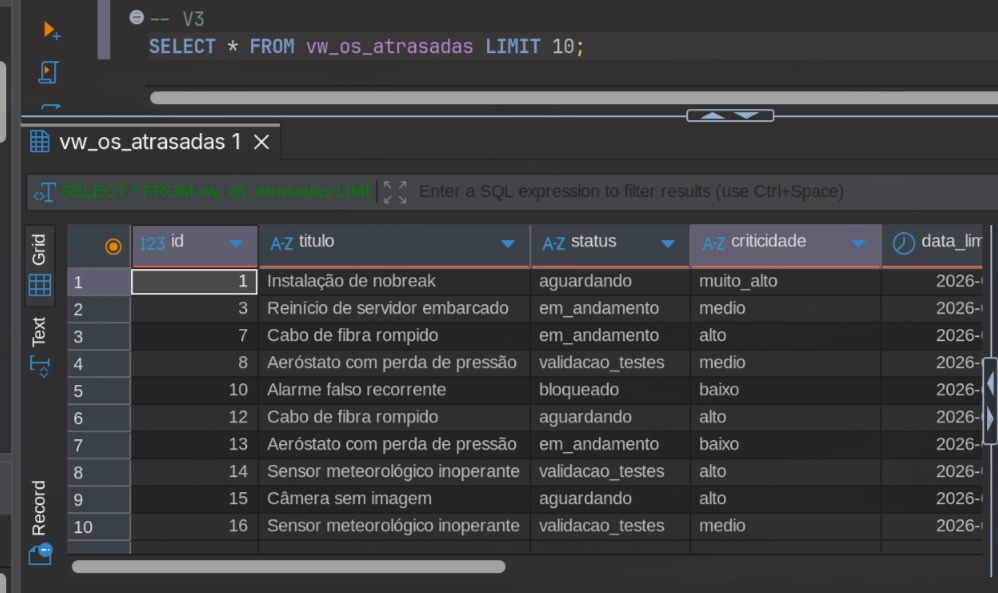 -- V3
SELECT * FROM vw_os_atrasadas LIMIT 10;
vw_os_atrasadas 1
SELECT * FROM vw_os_atrasadas LIMI Enter a SQL expression to filter results (use Ctrl+Space)
Grid
Text
Record
123 id A-Z titulo A-Z status A-Z criticidade data_lim
1 1 Instalação de nobreak aguardando muito_alto 2026-
2 3 Reinício de servidor embarcado em_andamento medio 2026-
3 7 Cabo de fibra rompido em_andamento alto 2026-
4 8 Aeróstato com perda de pressão validacao_testes medio 2026-
5 10 Alarme falso recorrente bloqueado baixo 2026-
6 12 Cabo de fibra rompido aguardando alto 2026-
7 13 Aeróstato com perda de pressão em_andamento baixo 2026-
8 14 Sensor meteorológico inoperante validacao_testes alto 2026-
9 15 Câmera sem imagem aguardando alto 2026-
10 16 Sensor meteorológico inoperante validacao_testes medio 2026-